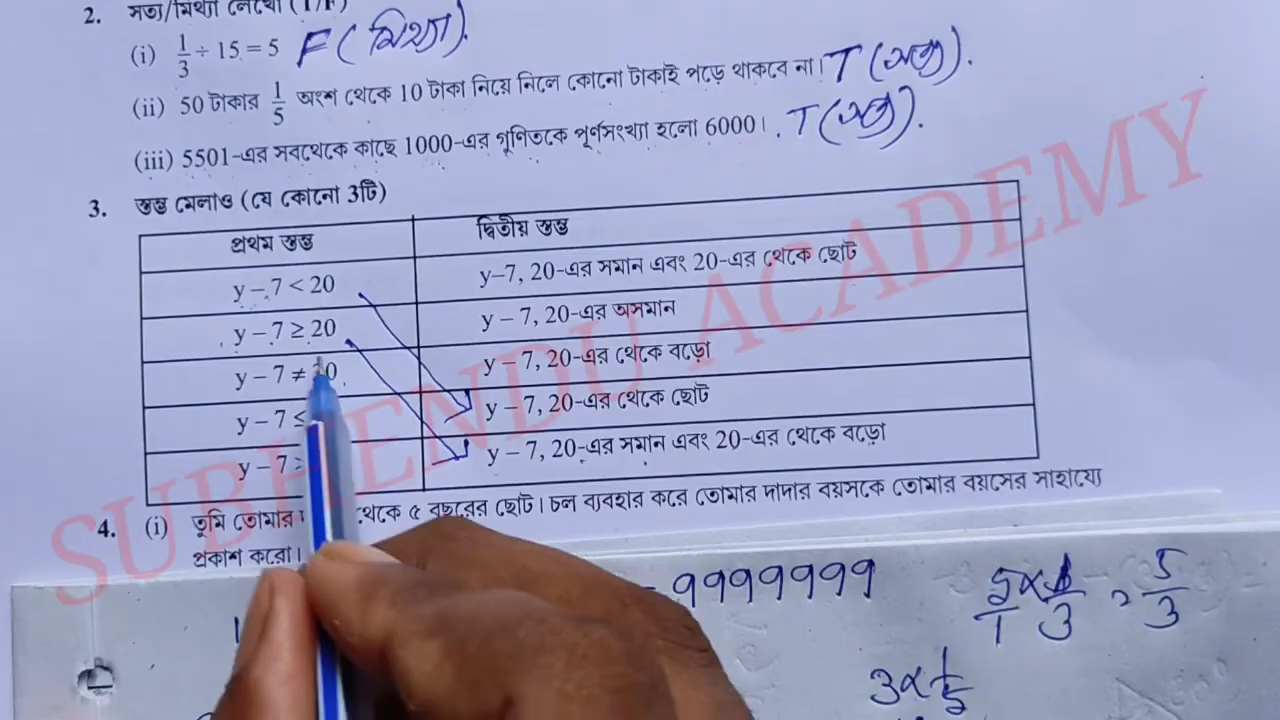 2. সত্য/মিথ্যা লেখো (T/F)
(i) 1/3 ÷ 15 = 5 F (মিথ্যা).
(ii) 50 টাকার 1/5 অংশ থেকে 10 টাকা নিয়ে নিলে কোনো টাকাই পড়ে থাকবে না। T (সত্য).
(iii) 5501-এর সবথেকে কাছে 1000-এর গুণিতকে পূর্ণসংখ্যা হলো 6000। T (সত্য).
3. স্তম্ভ মেলাও (যে কোনো 3টি)
প্রথম স্তম্ভ দ্বিতীয় স্তম্ভ
y – 7 < 20 y–7, 20-এর সমান এবং 20-এর থেকে ছোট
y – 7 ≥ 20 y – 7, 20-এর অসমান
y – 7 ≠ 20 y – 7, 20-এর থেকে বড়ো
y – 7 ≤ y – 7, 20-এর থেকে ছোট
y – 7 y – 7, 20-এর সমান এবং 20-এর থেকে বড়ো
4. (i) তুমি তোমার থেকে ৫ বছরের ছোট। চল ব্যবহার করে তোমার দাদার বয়সকে তোমার বয়সের সাহায্যে
প্রকাশ করো।
9999999
5/3
SUBHENDU ACADEMY